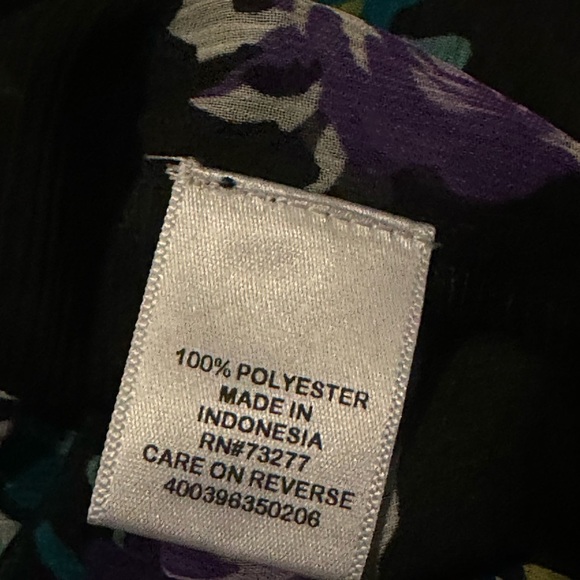 100% POLYESTER
MADE IN
INDONESIA
RN#73277
CARE ON REVERSE
400396350206